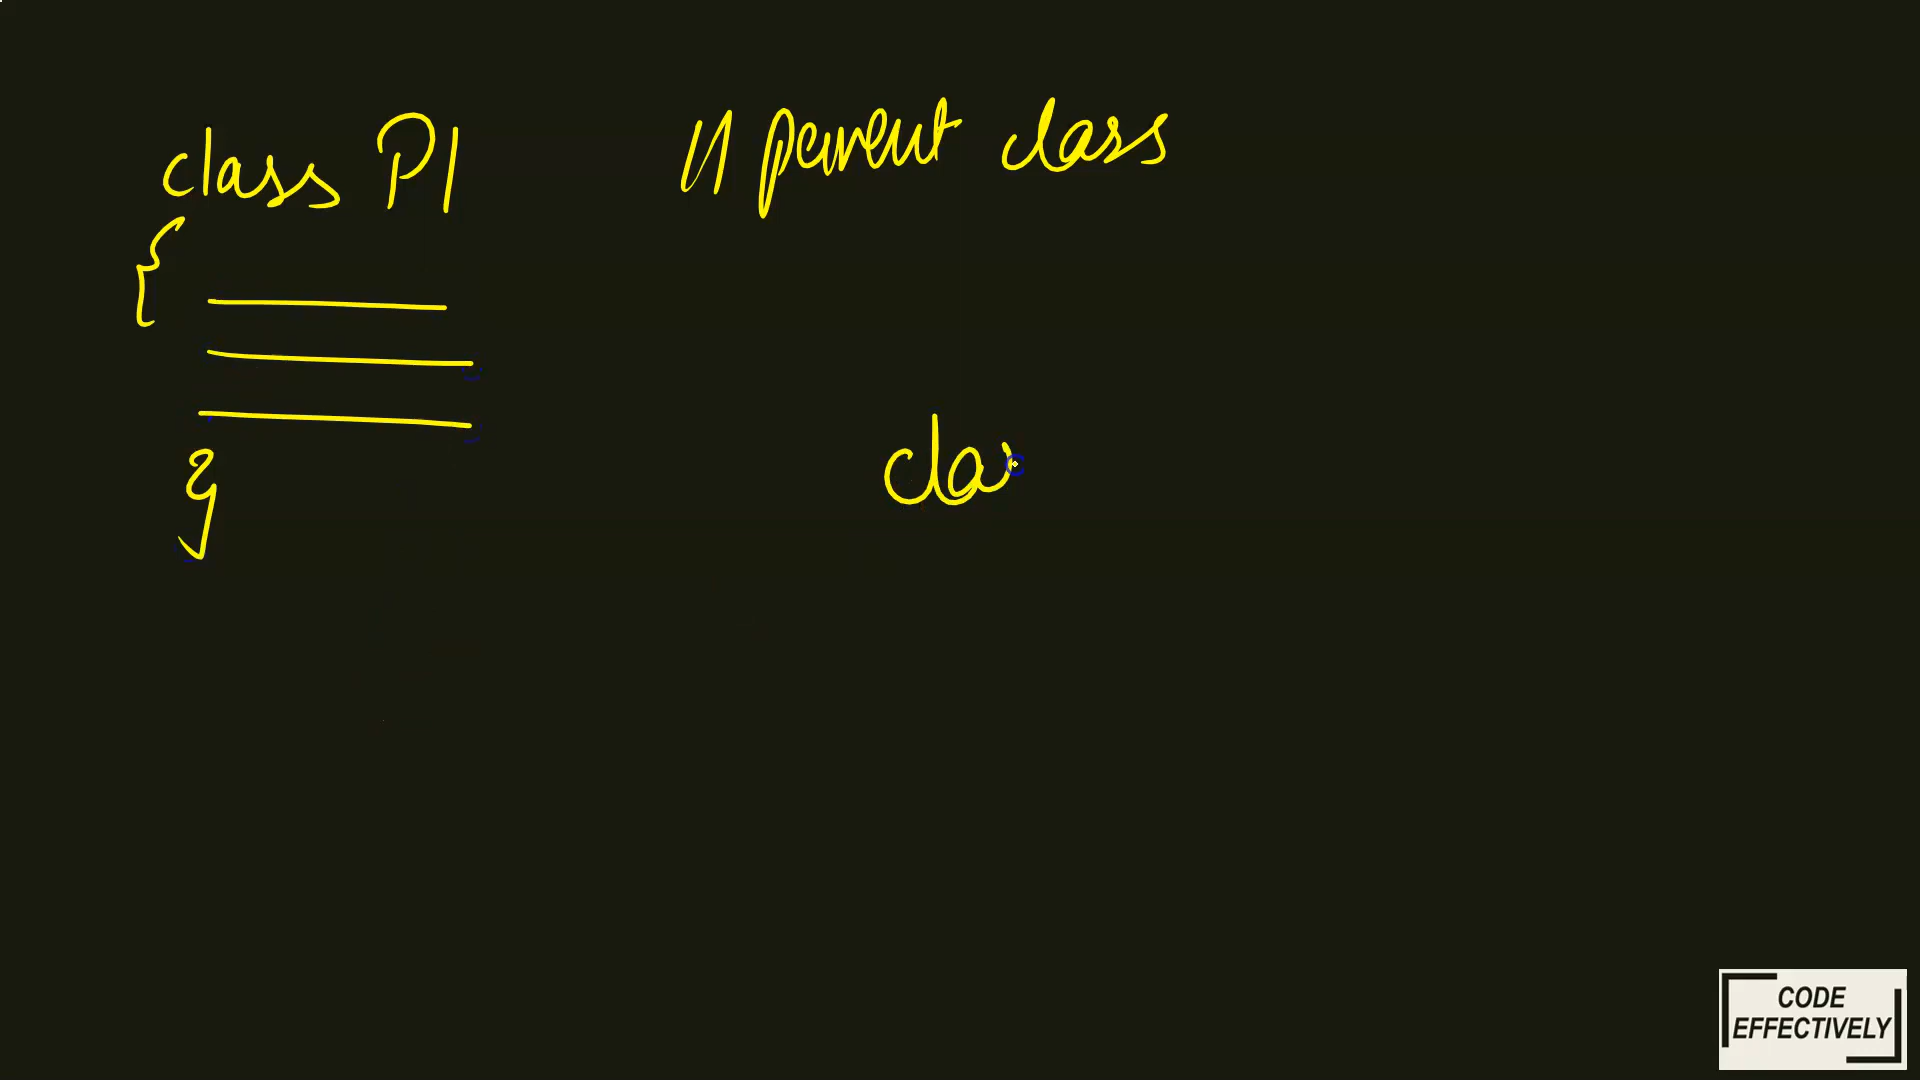 class P1 // parent class
{
}
cla
CODE
EFFECTIVELY